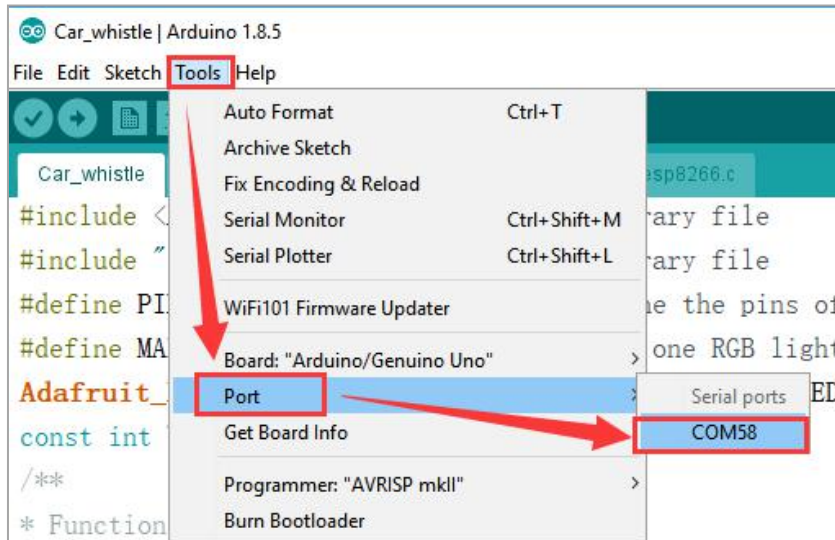 Car_whistle | Arduino 1.8.5
File Edit Sketch Tools Help
Auto Format Ctrl+T
Archive Sketch
Car_whistle esp8266.c
Fix Encoding & Reload
#include rary file
Serial Monitor Ctrl+Shift+M
#include " rary file
Serial Plotter Ctrl+Shift+L
#define PI ne the pins of
WiFi101 Firmware Updater
#define MA one RGB light
Board: "Arduino/Genuino Uno" >
Adafruit_ ED
Port >
Serial ports
const int
Get Board Info
COM58
/**
Programmer: "AVRISP mkII" >
* Function
Burn Bootloader